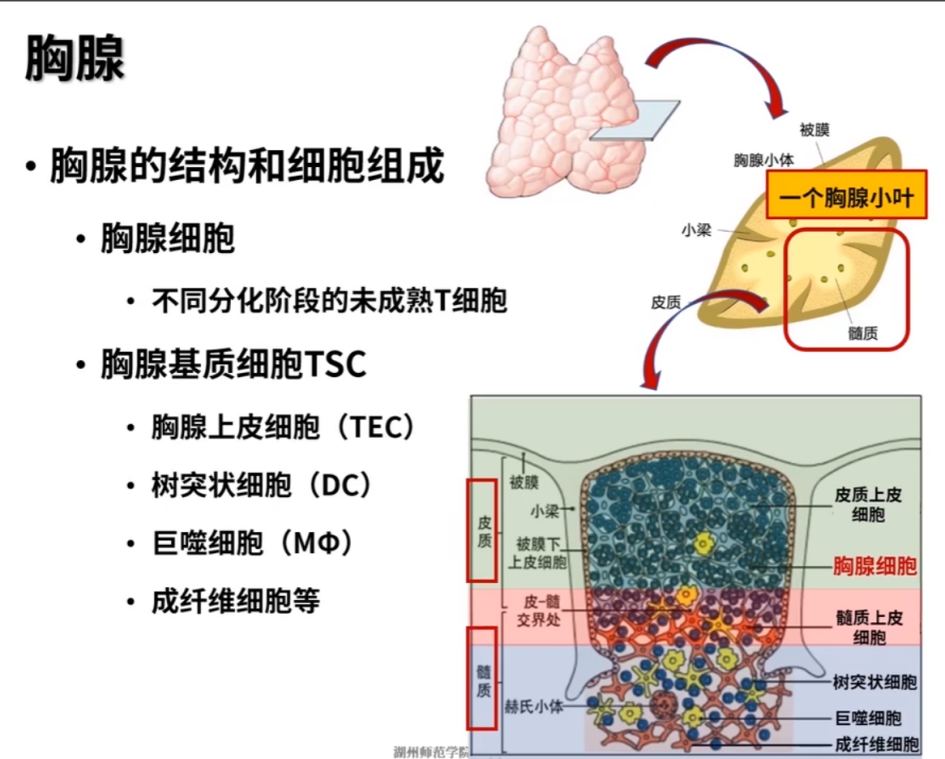 胸腺
• 胸腺的结构和细胞组成
• 胸腺细胞
• 不同分化阶段的未成熟T细胞
• 胸腺基质细胞TSC
• 胸腺上皮细胞（TEC）
• 树突状细胞（DC）
• 巨噬细胞（MΦ）
• 成纤维细胞等
被膜
胸腺小体
一个胸腺小叶
小梁
皮质
髓质
被膜
小梁
皮质
被膜下
上皮细胞
皮-髓
交界处
髓质
赫氏小体
皮质上皮
细胞
胸腺细胞
髓质上皮
细胞
树突状细胞
巨噬细胞
成纤维细胞
湖州师范学院